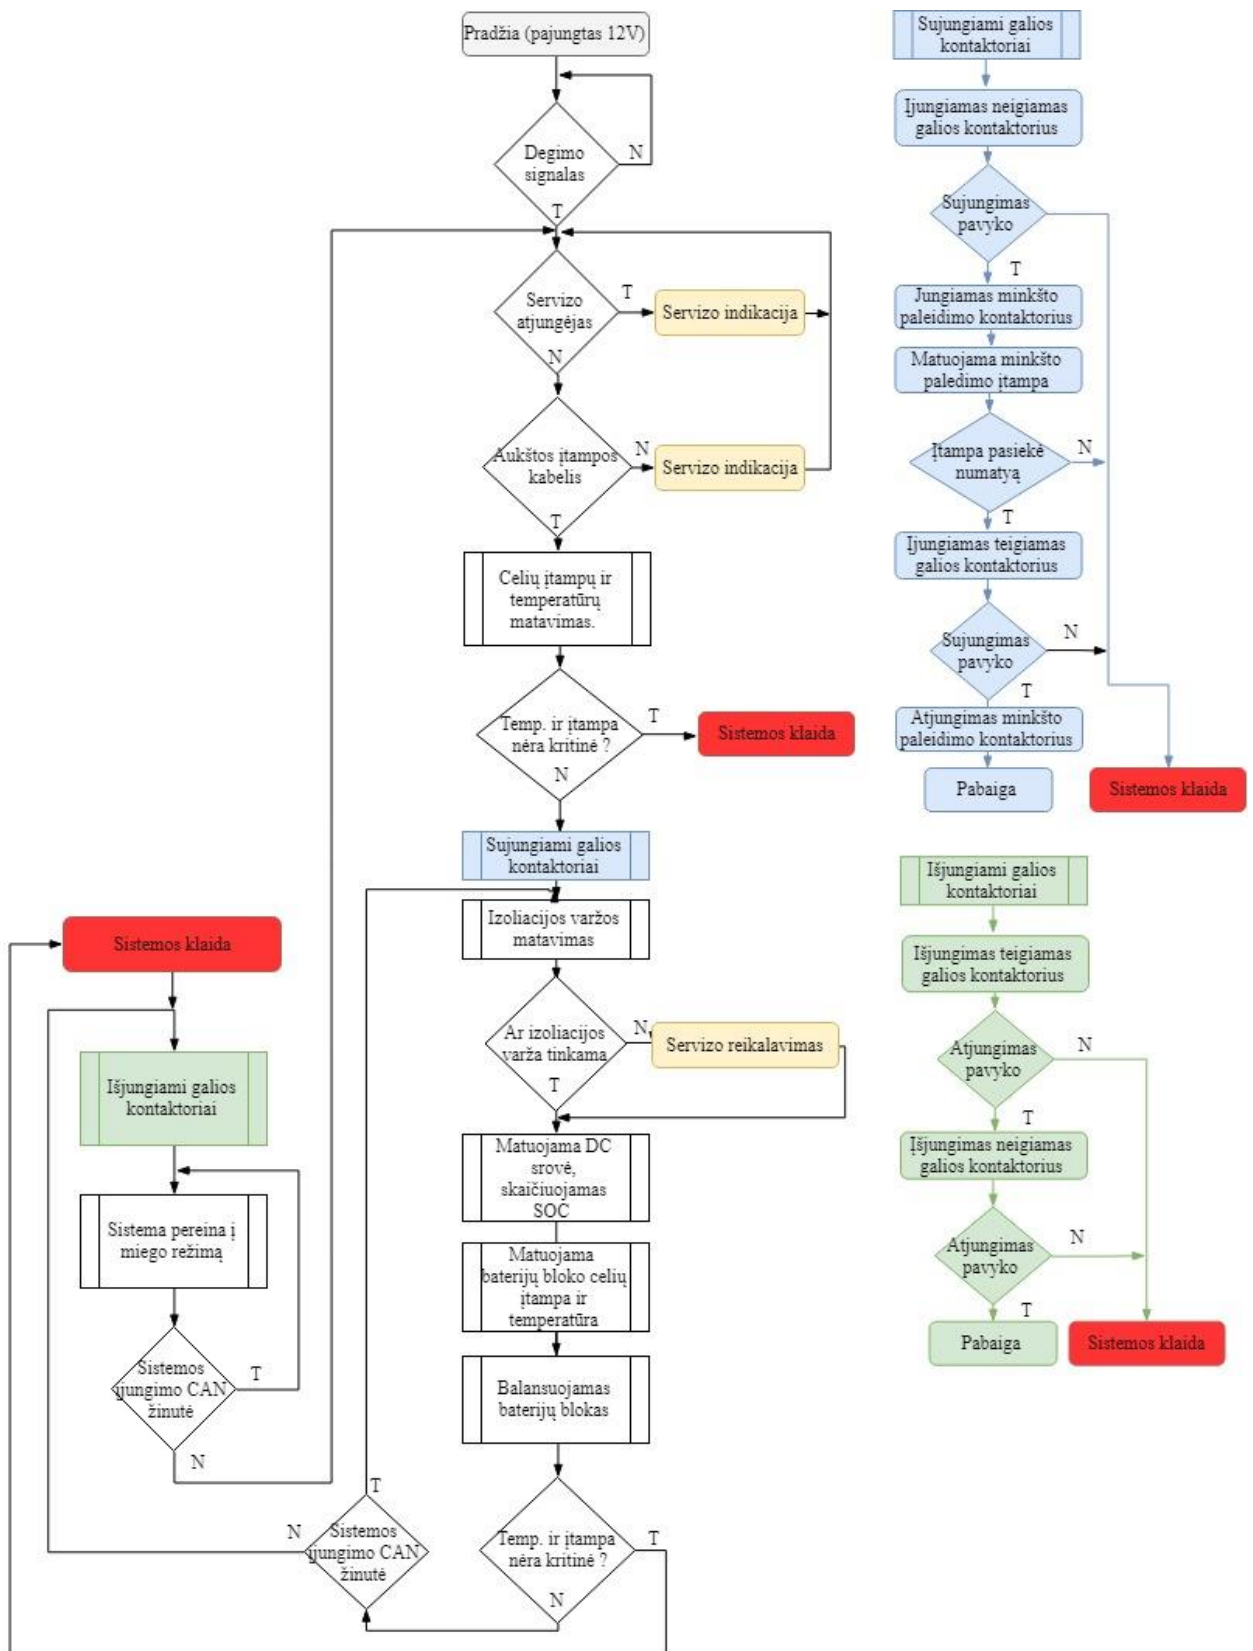 Pradžia (pajungtas 12V)
Degimo
signalas
N
T
Servizo
atjungėjas
T
Servizo indikacija
N
Aukštos įtampos
kabelis
N
Servizo indikacija
T
Celių įtampų ir
temperatūrų
matavimas.
Temp. ir įtampa
nėra kritinė ?
T
Sistemos klaida
N
Sujungiami galios
kontaktoriai
Izoliacijos varžos
matavimas
Ar izoliacijos
varža tinkama
N
Servizo reikalavimas
T
Matuojama DC
srovė,
skaičiuojamas
SOC
Matuojama
baterijų bloko celių
įtampa ir
temperatūra
Balansuojamas
baterijų blokas
Temp. ir įtampa
nėra kritinė ?
T
N
Sistemos
įjungimo CAN
žinutė
T
N
Sistemos klaida
Išjungiami galios
kontaktoriai
Sistema pereina į
miego režimą
Sistemos
įjungimo CAN
žinutė
T
N
Sujungiami galios
kontaktoriai
Ijungiamas neigiamas
galios kontaktorius
Sujungimas
pavyko
T
Jungiamas minkšto
paleidimo kontaktorius
Matuojama minkšto
paledimo įtampa
Įtampa pasiekė
numatyą
N
T
Ijungiamas teigiamas
galios kontaktorius
Sujungimas
pavyko
N
T
Atjungimas minkšto
paleidimo kontaktorius
Pabaiga
Sistemos klaida
Išjungiami galios
kontaktoriai
Išjungimas teigiamas
galios kontaktorius
Atjungimas
pavyko
N
T
Įšjungimas neigiamas
galios kontaktorius
Atjungimas
pavyko
N
T
Pabaiga
Sistemos klaida